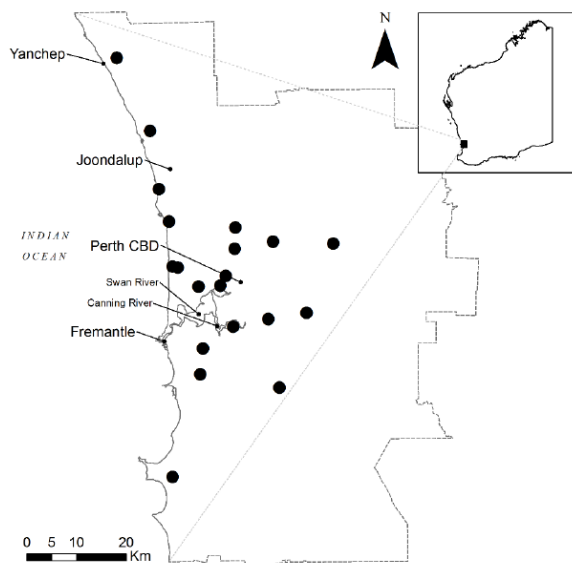 N
Yanchep
Joondalup
INDIAN
OCEAN
Perth CBD
Swan River
Canning River
Fremantle
0 5 10 20
Km